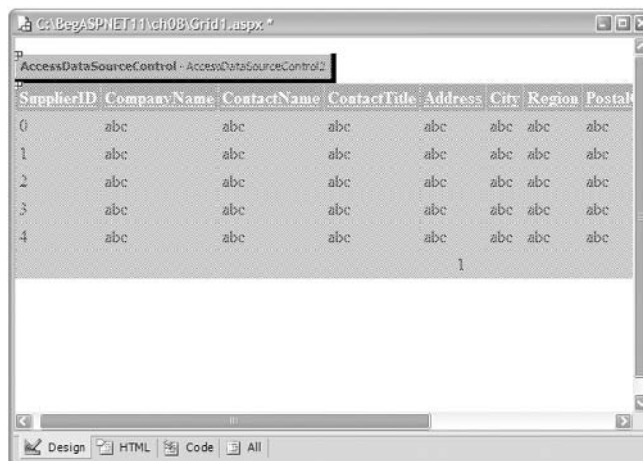 C:\BegASPNET11\ch08\Grid1.aspx *
AccessDataSourceControl - AccessDataSourceControl2
SupplierID CompanyName ContactName ContactTitle Address City Region Postal
0 abc abc abc abc abc abc abc
1 abc abc abc abc abc abc abc
2 abc abc abc abc abc abc abc
3 abc abc abc abc abc abc abc
4 abc abc abc abc abc abc abc
1
Design HTML Code All